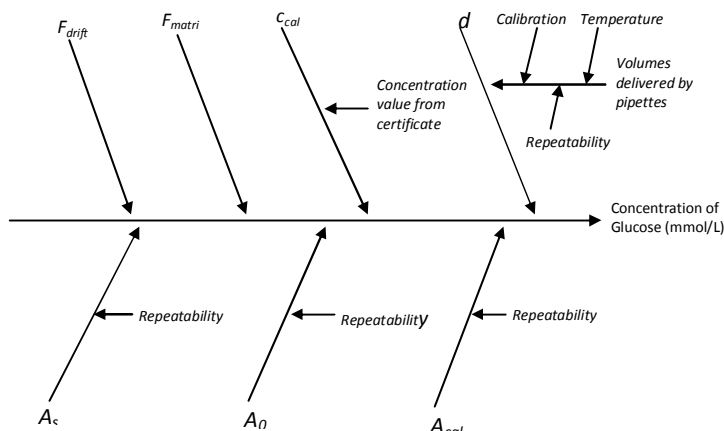 F_drift
F_matri
c_cal
d
Calibration
Temperature
Volumes
delivered by
pipettes
Repeatability
Concentration
value from
certificate
Concentration of
Glucose (mmol/L)
Repeatability
Repeatability
Repeatability
A_s
A_0
A_cal